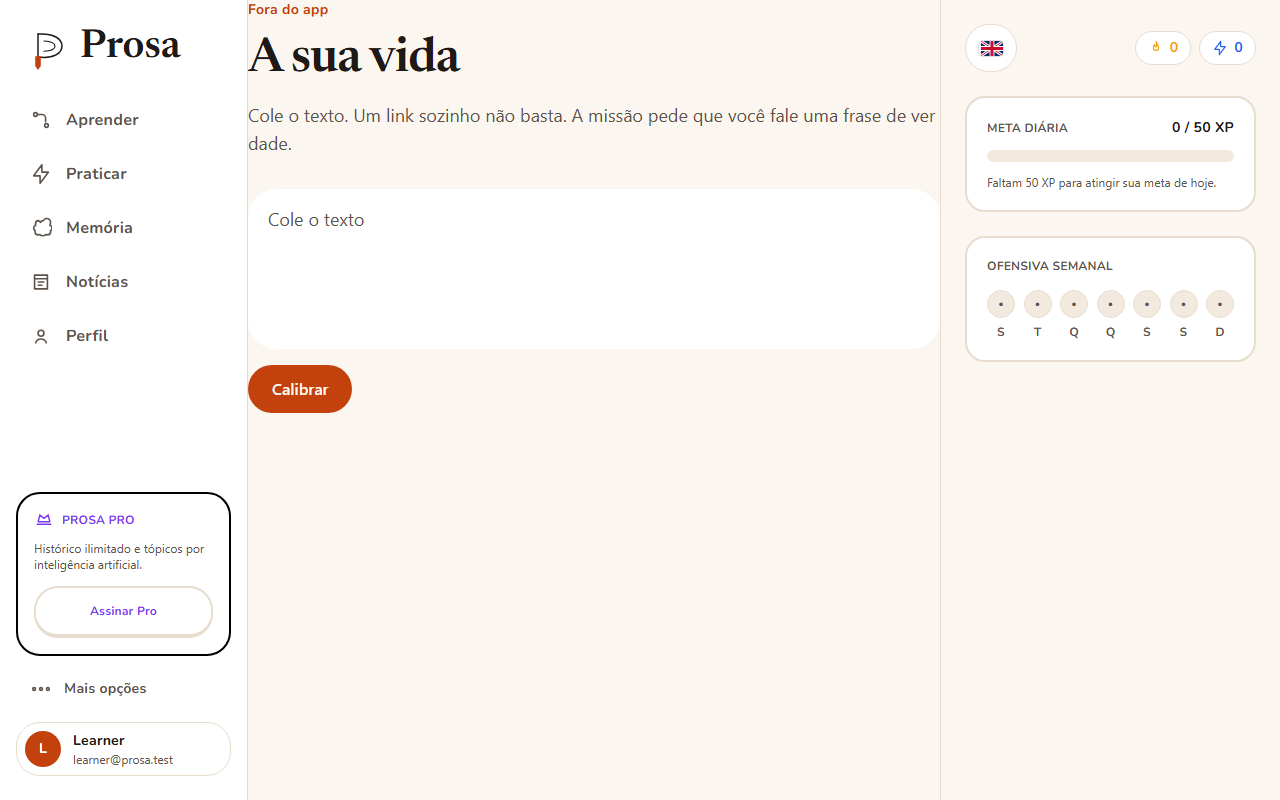 Prosa
Aprender
Praticar
Memória
Notícias
Perfil
PROSA PRO
Histórico ilimitado e tópicos por
inteligência artificial.
Assinar Pro
Mais opções
L
Learner
learner@prosa.test
Fora do app
A sua vida
Cole o texto. Um link sozinho não basta. A missão pede que você fale uma frase de ver
dade.
Cole o texto
Calibrar
0
0
META DIÁRIA
0 / 50 XP
Faltam 50 XP para atingir sua meta de hoje.
OFENSIVA SEMANAL
S T Q Q S S D